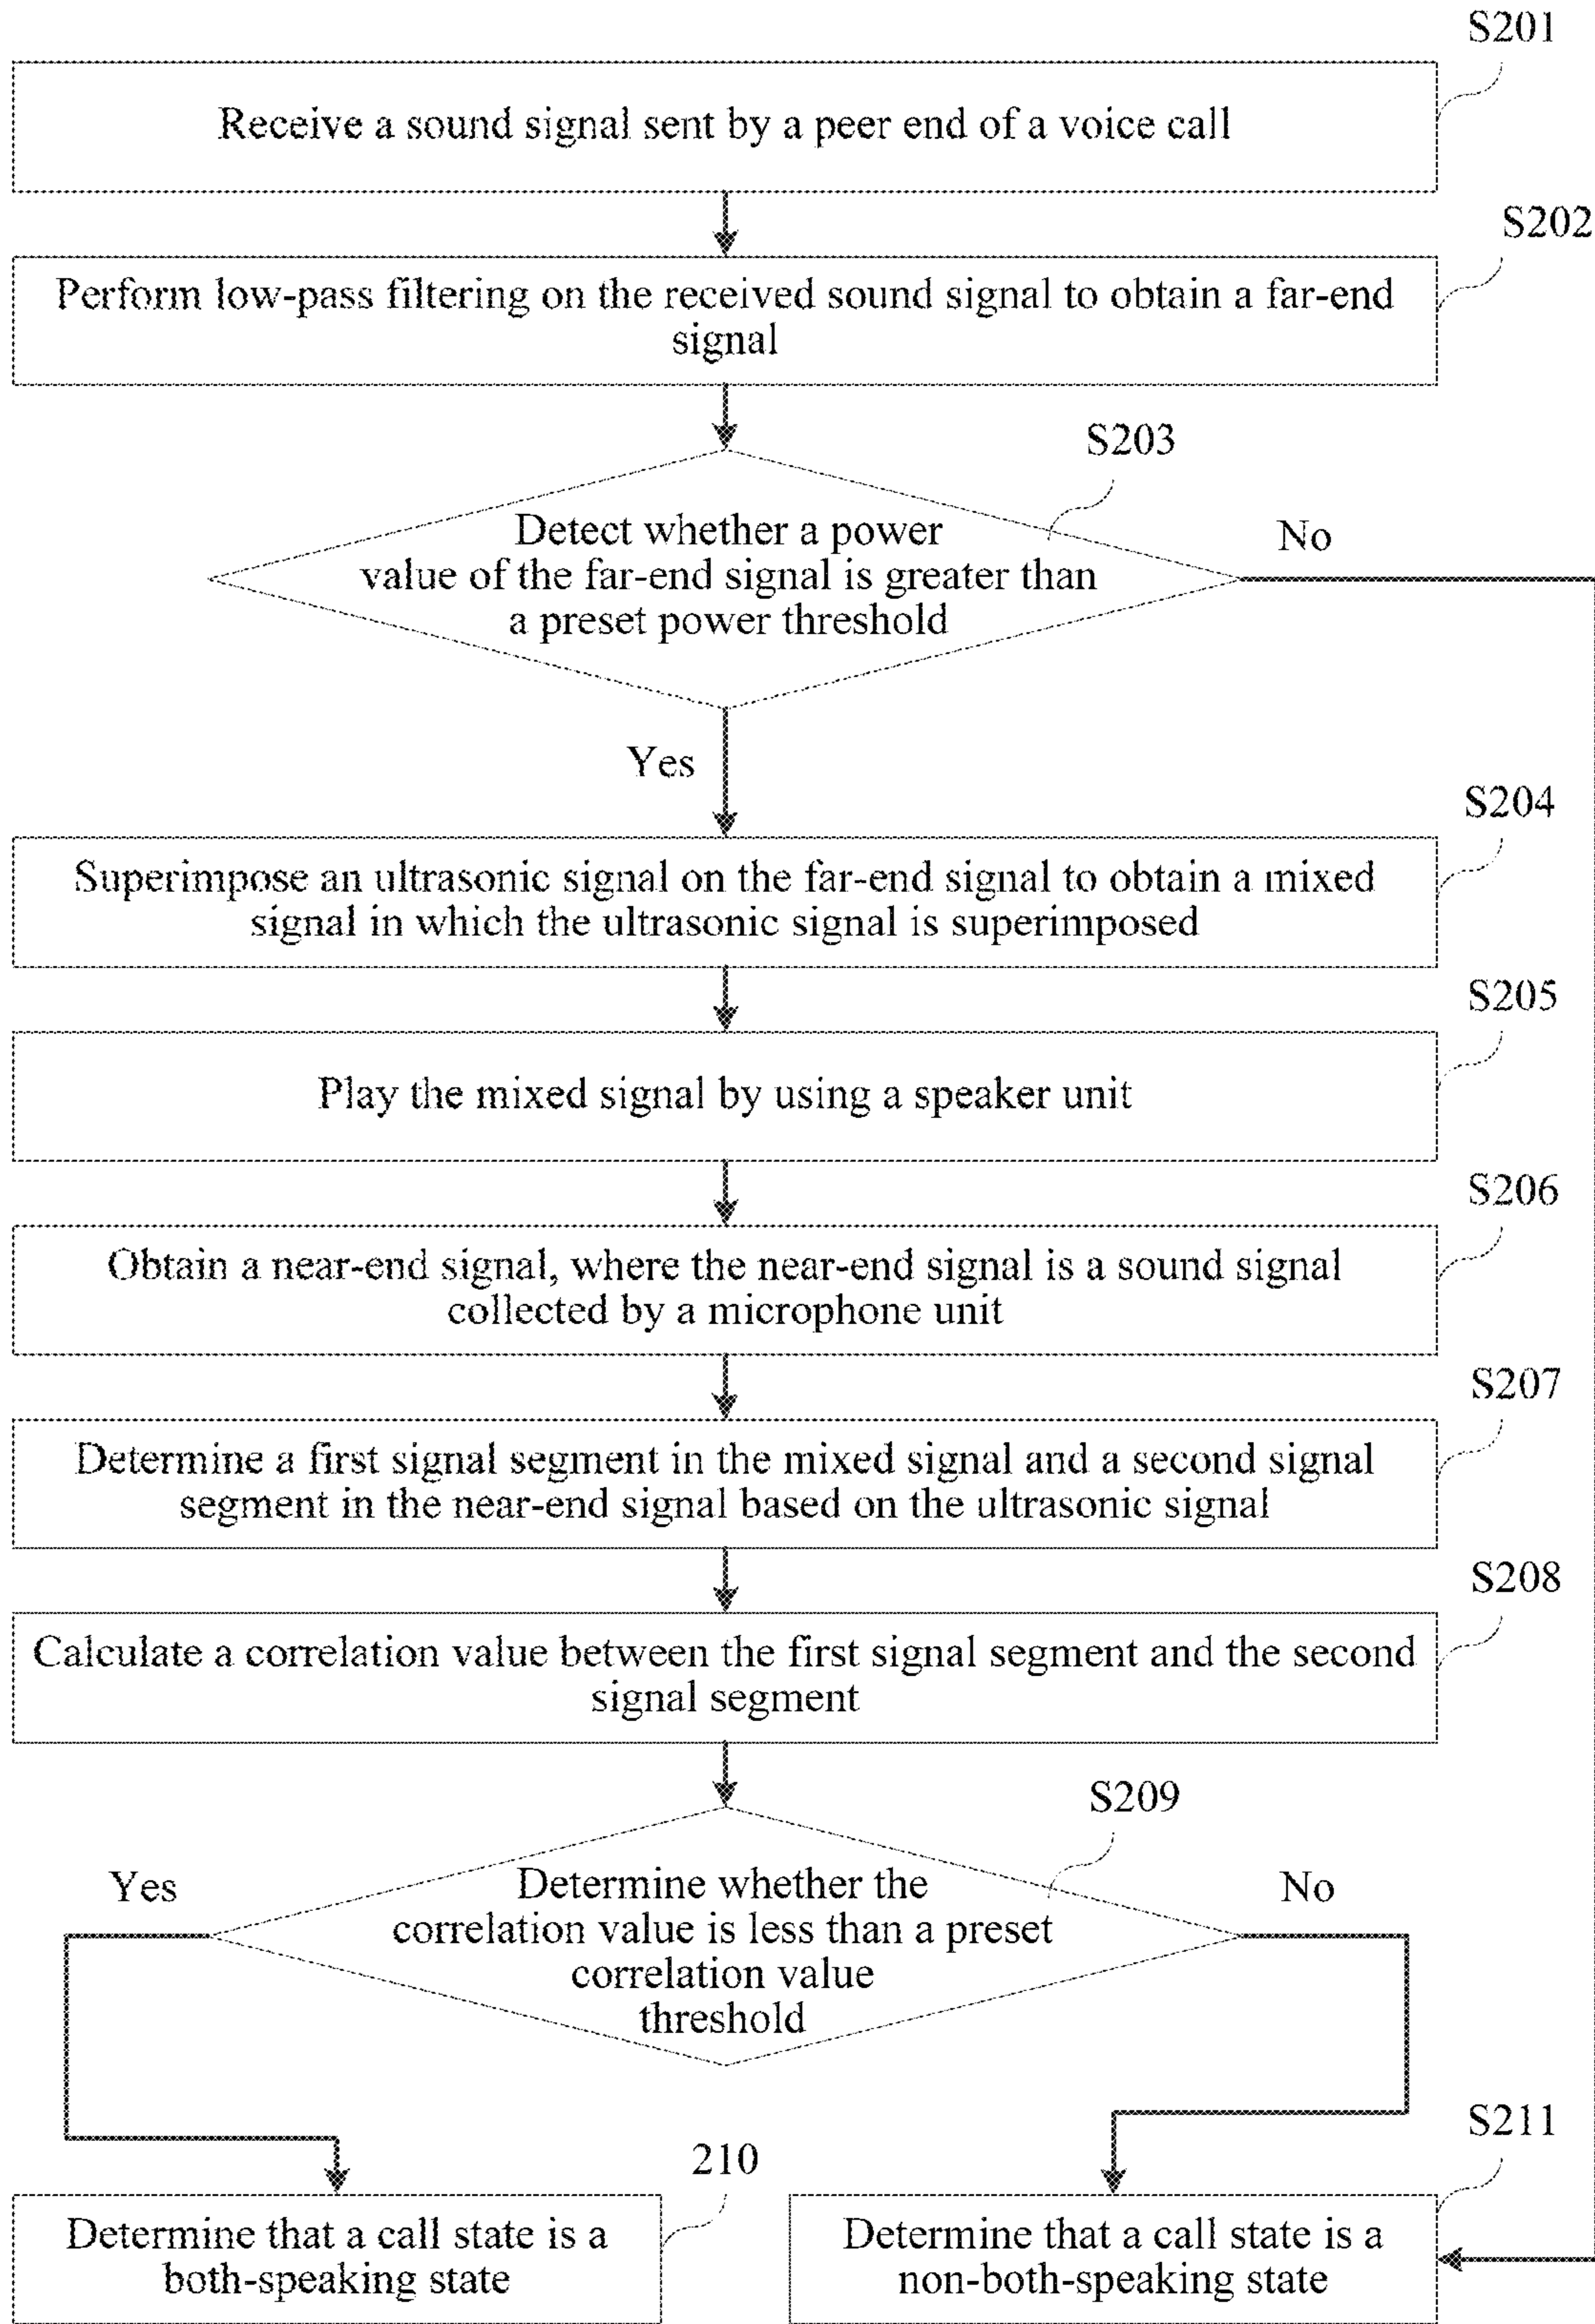 S201
Receive a sound signal sent by a peer end of a voice call
S202
Perform low-pass filtering on the received sound signal to obtain a far-end
signal
S203
Detect whether a power
value of the far-end signal is greater than
a preset power threshold
No
Yes
S204
Superimpose an ultrasonic signal on the far-end signal to obtain a mixed
signal in which the ultrasonic signal is superimposed
S205
Play the mixed signal by using a speaker unit
S206
Obtain a near-end signal, where the near-end signal is a sound signal
collected by a microphone unit
S207
Determine a first signal segment in the mixed signal and a second signal
segment in the near-end signal based on the ultrasonic signal
S208
Calculate a correlation value between the first signal segment and the second
signal segment
S209
Yes
Determine whether the
correlation value is less than a preset
correlation value
threshold
No
210
Determine that a call state is a
both-speaking state
S211
Determine that a call state is a
non-both-speaking state